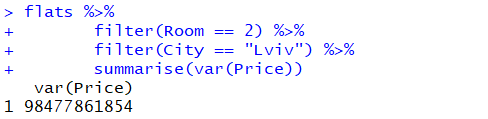 > flats %>%
+ filter(Room == 2) %>%
+ filter(City == "Lviv") %>%
+ summarise(var(Price))
var(Price)
1 98477861854